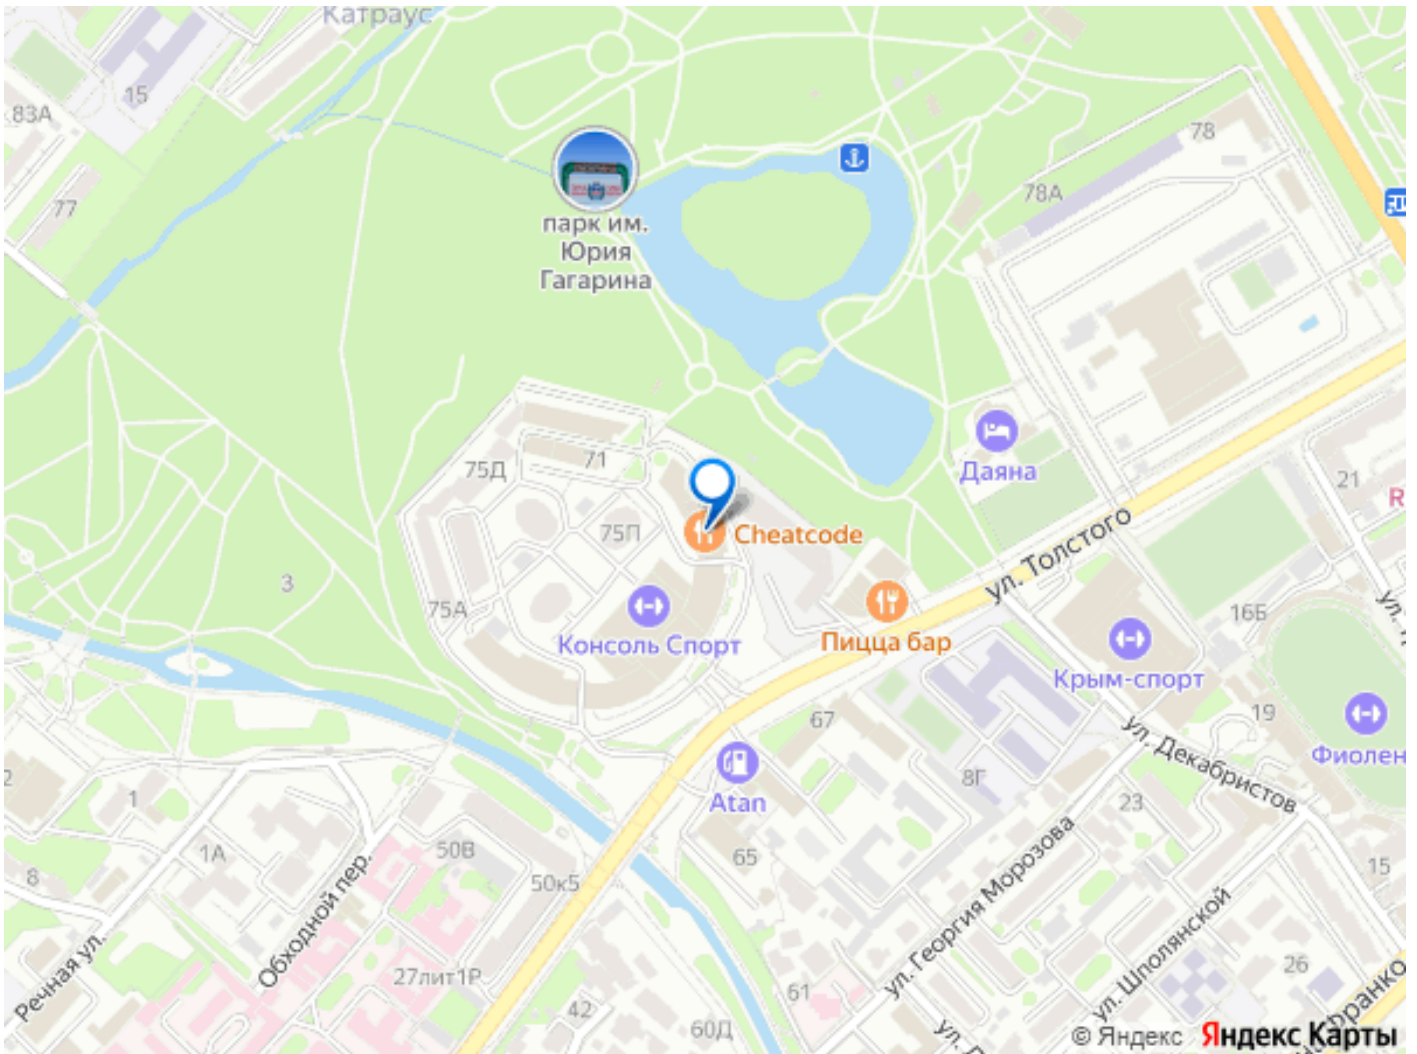 Катраус
15
83А
78
78А
77
парк им.
Юрия
Гагарина
Даяна
21
R
71
75Д
75П
Cheatcode
ул. Толстого
3
75А
Консоль Спорт
Пицца бар
16Б
Крым-спорт
19
67
ул. Декабристов
Фиолен
Atan
8Г
23
2
1
1А
8
50В
50к5
65
15
Обходной пер.
ул. Георгия Морозова
ул. Шполянской
Речная ул.
27лит1Р
42
61
60Д
26
Франко
© Яндекс Яндекс Карты